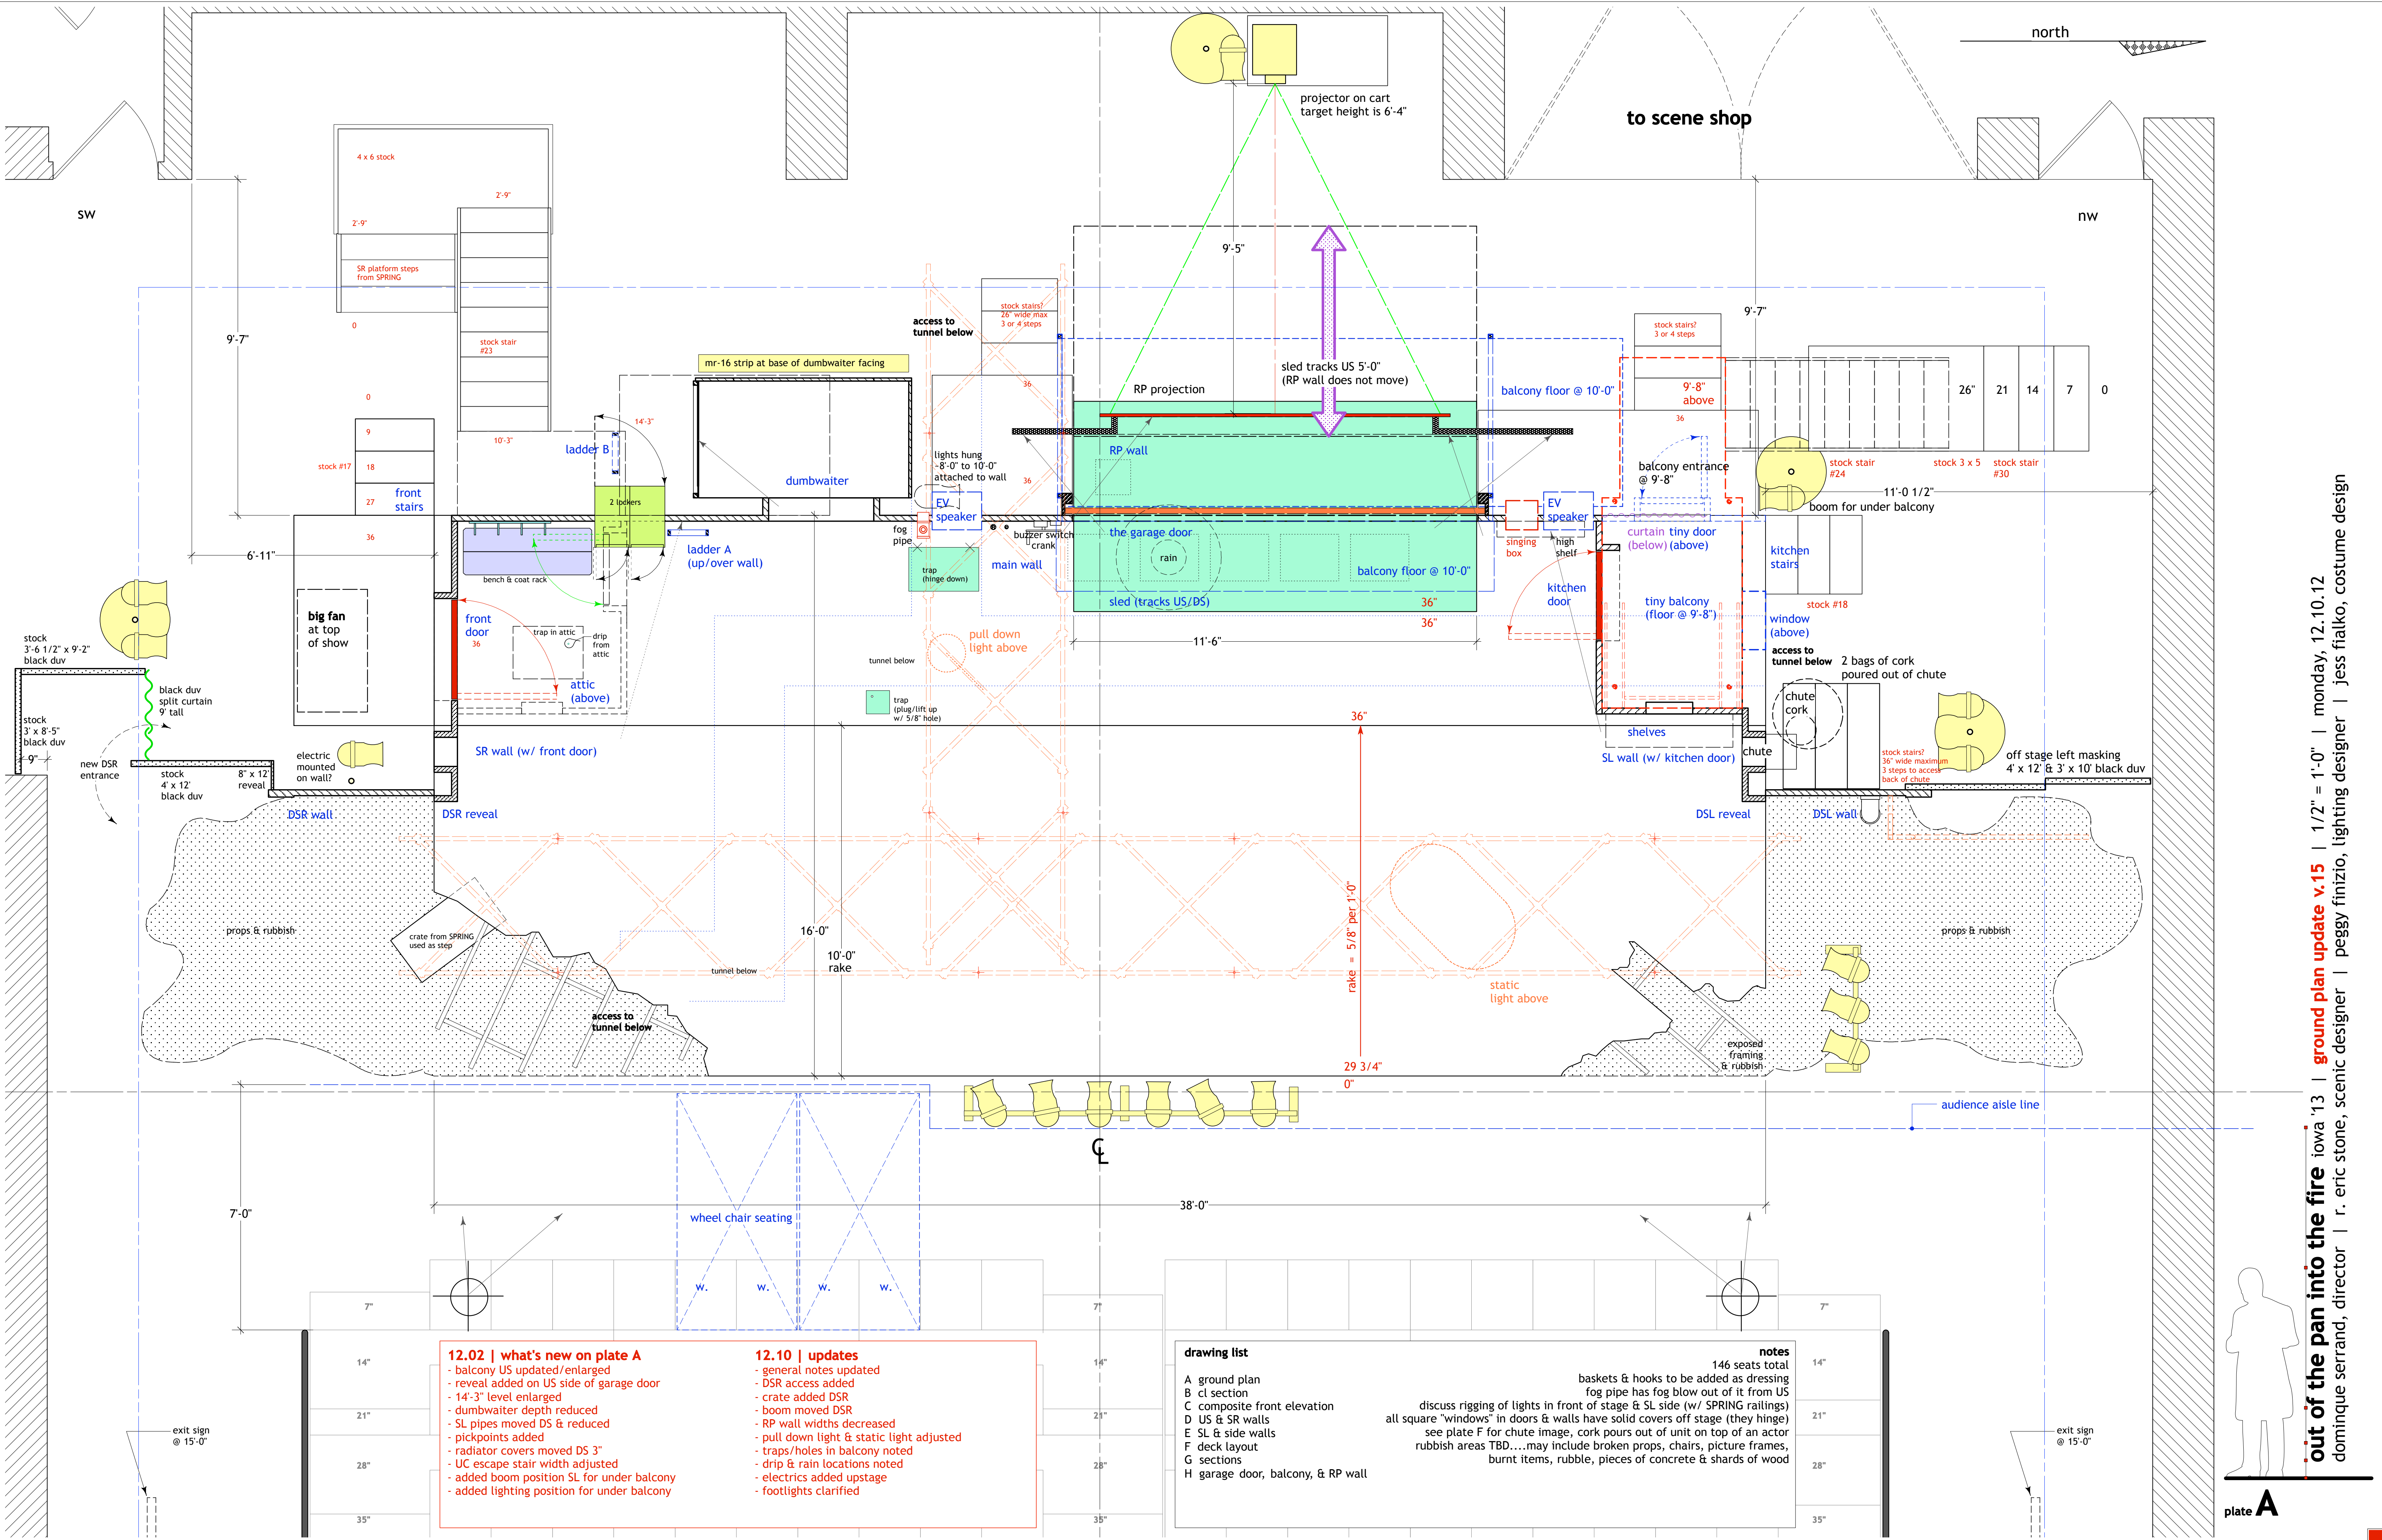 north
projector on cart
target height is 6'-4"
to scene shop
sw
nw
4 x 6 stock
2'-9"
2'-9"
SR platform steps
from SPRING
0
0
stock stair
#23
9'-7"
9'-5"
9'-7"
access to
tunnel below
stock stairs?
26" wide max
3 or 4 steps
36
36
mr-16 strip at base of dumbwaiter facing
sled tracks US 5'-0"
(RP wall does not move)
RP projection
balcony floor @ 10'-0"
stock stairs?
3 or 4 steps
9'-8"
above
36
26"
21
14
7
0
stock stair
#24
stock 3 x 5
stock stair
#30
9
18
27
36
stock #17
front
stairs
10'-3"
14'-3"
ladder B
2 lockers
dumbwaiter
lights hung
~8'-0" to 10'-0"
attached to wall
EV
speaker
RP wall
balcony entrance
@ 9'-8"
11'-0 1/2"
boom for under balcony
6'-11"
bench & coat rack
ladder A
(up/over wall)
fog
pipe
buzzer switch
crank
main wall
trap
(hinge down)
the garage door
rain
balcony floor @ 10'-0"
sled (tracks US/DS)
36"
36"
11'-6"
singing
box
EV
speaker
high
shelf
kitchen
door
curtain
(below)
tiny door
(above)
tiny balcony
(floor @ 9'-8")
kitchen
stairs
stock #18
window
(above)
access to
tunnel below
2 bags of cork
poured out of chute
chute
cork
chute
big fan
at top
of show
front
door
36
trap in attic
drip
from
attic
attic
(above)
pull down
light above
tunnel below
trap
(plug/lift up
w/ 5/8" hole)
36"
shelves
SL wall (w/ kitchen door)
stock
3'-6 1/2" x 9'-2"
black duv
black duv
split curtain
9' tall
stock
3' x 8'-5"
black duv
9"
new DSR
entrance
stock
4' x 12'
black duv
8" x 12'
reveal
electric
mounted
on wall?
SR wall (w/ front door)
stock stairs?
36" wide maximum
3 steps to access
back of chute
off stage left masking
4' x 12' & 3' x 10' black duv
DSR wall
DSR reveal
DSL reveal
DSL wall
props & rubbish
crate from SPRING
used as step
16'-0"
10'-0"
rake
rake = 5/8" per 1'-0"
props & rubbish
tunnel below
static
light above
access to
tunnel below
exposed
framing
& rubbish
29 3/4"
0"
audience aisle line
CL
7'-0"
38'-0"
wheel chair seating
w.
w.
w.
w.
7"
7"
7"
14"
14"
14"
21"
21"
21"
28"
28"
28"
35"
35"
35"
exit sign
@ 15'-0"
exit sign
@ 15'-0"
12.02 | what's new on plate A
- balcony US updated/enlarged
- reveal added on US side of garage door
- 14'-3" level enlarged
- dumbwaiter depth reduced
- SL pipes moved DS & reduced
- pickpoints added
- radiator covers moved DS 3"
- UC escape stair width adjusted
- added boom position SL for under balcony
- added lighting position for under balcony
12.10 | updates
- general notes updated
- DSR access added
- crate added DSR
- boom moved DSR
- RP wall widths decreased
- pull down light & static light adjusted
- traps/holes in balcony noted
- drip & rain locations noted
- electrics added upstage
- footlights clarified
drawing list
A ground plan
B cl section
C composite front elevation
D US & SR walls
E SL & side walls
F deck layout
G sections
H garage door, balcony, & RP wall
notes
146 seats total
baskets & hooks to be added as dressing
fog pipe has fog blow out of it from US
discuss rigging of lights in front of stage & SL side (w/ SPRING railings)
all square "windows" in doors & walls have solid covers off stage (they hinge)
see plate F for chute image, cork pours out of unit on top of an actor
rubbish areas TBD....may include broken props, chairs, picture frames,
burnt items, rubble, pieces of concrete & shards of wood
out of the pan into the fire iowa '13 | ground plan update v.15 | 1/2" = 1'-0" | monday, 12.10.12
dominique serrand, director | r. eric stone, scenic designer | peggy finizio, lighting designer | jess fialko, costume design
plate A